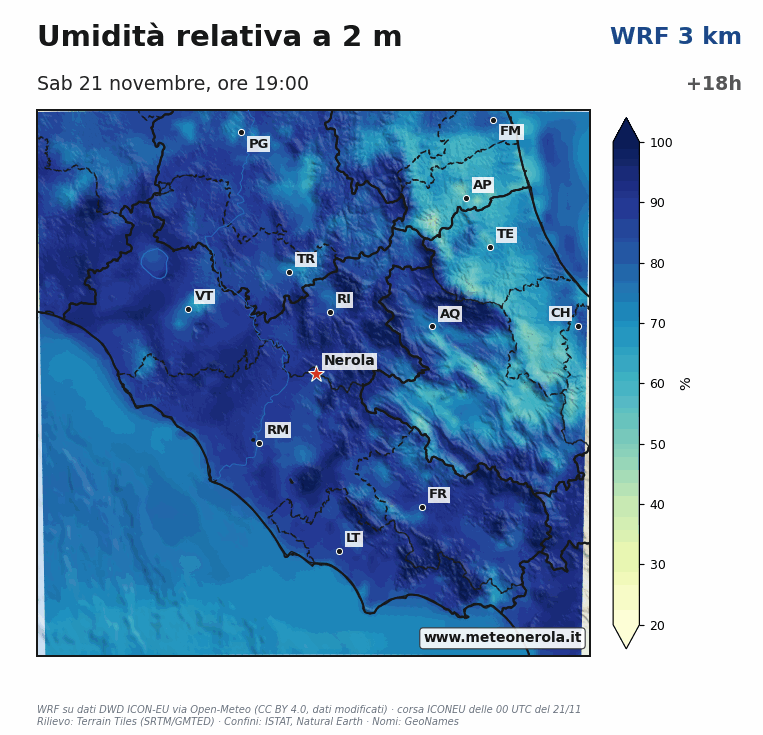 Umidità relativa a 2 m
WRF 3 km
Sab 21 novembre, ore 19:00
+18h
FM
PG
AP
TE
TR
VT
RI
AQ
CH
Nerola
RM
FR
LT
www.meteonerola.it
100
90
80
70
60
50
40
30
20
%
WRF su dati DWD ICON-EU via Open-Meteo (CC BY 4.0, dati modificati) · corsa ICONEU delle 00 UTC del 21/11
Rilievo: Terrain Tiles (SRTM/GMTED) · Confini: ISTAT, Natural Earth · Nomi: GeoNames